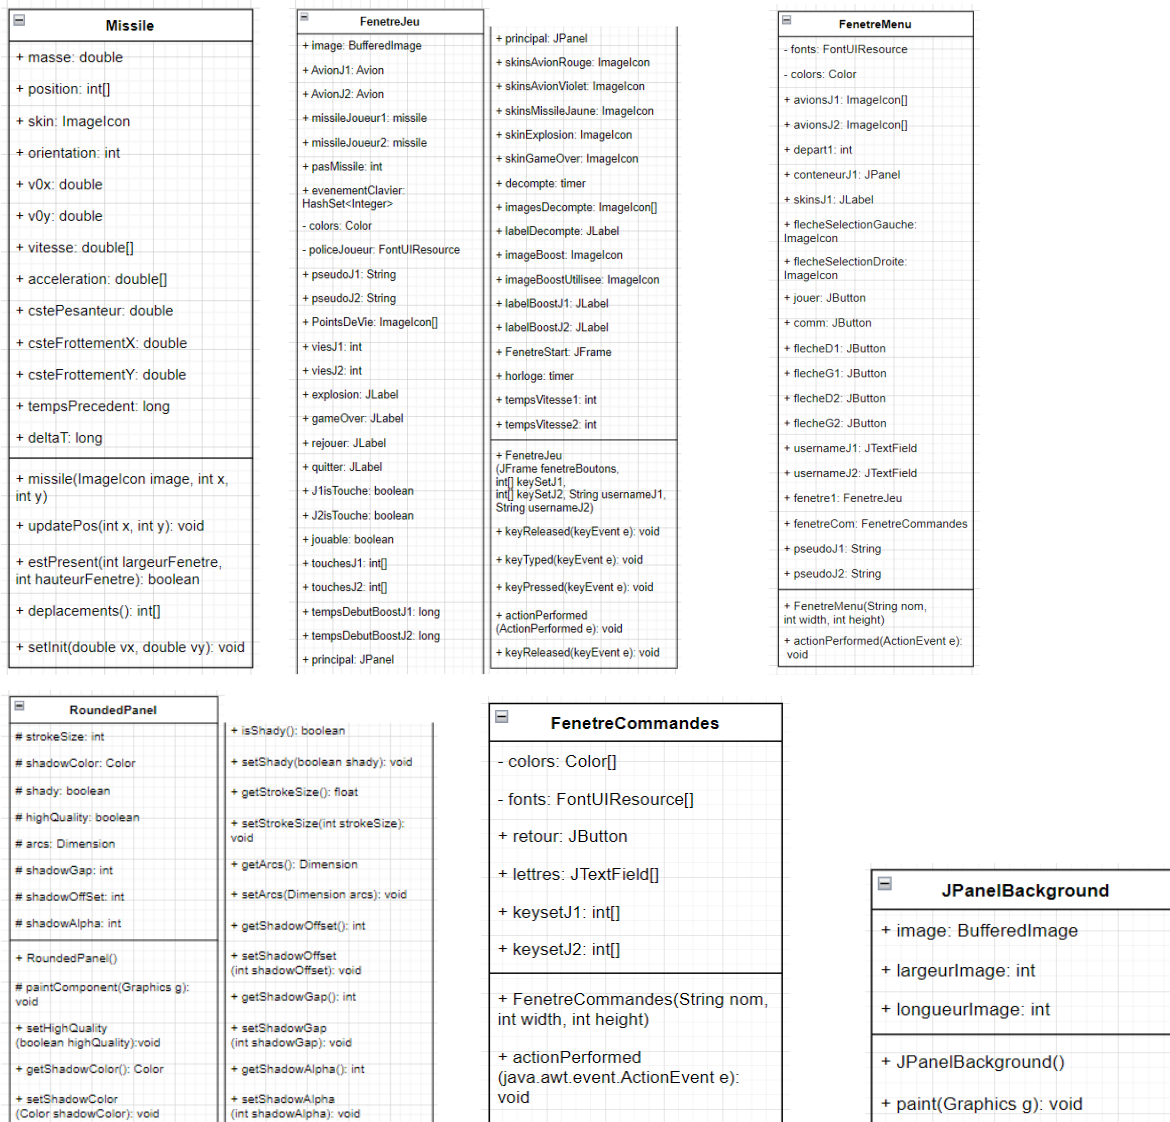 Missile
+ masse: double
+ position: int[]
+ skin: ImageIcon
+ orientation: int
+ v0x: double
+ v0y: double
+ vitesse: double[]
+ acceleration: double[]
+ cstePesanteur: double
+ csteFrottementX: double
+ csteFrottementY: double
+ tempsPrecedent: long
+ deltaT: long
+ missile(ImageIcon image, int x,
int y)
+ updatePos(int x, int y): void
+ estPresent(int largeurFenetre,
int hauteurFenetre): boolean
+ deplacements(): int[]
+ setInit(double vx, double vy): void
FenetreJeu
+ image: BufferedImage
+ AvionJ1: Avion
+ AvionJ2: Avion
+ missileJoueur1: missile
+ missileJoueur2: missile
+ pasMissile: int
+ evenementClavier:
HashSet<Integer>
- colors: Color
- policeJoueur: FontUIResource
+ pseudoJ1: String
+ pseudoJ2: String
+ PointsDeVie: ImageIcon[]
+ viesJ1: int
+ viesJ2: int
+ explosion: JLabel
+ gameOver: JLabel
+ rejouer: JLabel
+ quitter: JLabel
+ J1isTouche: boolean
+ J2isTouche: boolean
+ jouable: boolean
+ touchesJ1: int[]
+ touchesJ2: int[]
+ tempsDebutBoostJ1: long
+ tempsDebutBoostJ2: long
+ principal: JPanel
+ principal: JPanel
+ skinsAvionRouge: ImageIcon
+ skinsAvionViolet: ImageIcon
+ skinsMissileJaune: ImageIcon
+ skinExplosion: ImageIcon
+ skinGameOver: ImageIcon
+ decompte: timer
+ imagesDecompte: ImageIcon[]
+ labelDecompte: JLabel
+ imageBoost: ImageIcon
+ imageBoostUtilisee: ImageIcon
+ labelBoostJ1: JLabel
+ labelBoostJ2: JLabel
+ FenetreStart: JFrame
+ horloge: timer
+ tempsVitesse1: int
+ tempsVitesse2: int
+ FenetreJeu
(JFrame fenetreBoutons,
int[] keySetJ1,
int[] keySetJ2, String usernameJ1,
String usernameJ2)
+ keyReleased(keyEvent e): void
+ keyTyped(keyEvent e): void
+ keyPressed(keyEvent e): void
+ actionPerformed
(ActionPerformed e): void
+ keyReleased(keyEvent e): void
FenetreMenu
- fonts: FontUIResource
- colors: Color
+ avionsJ1: ImageIcon[]
+ avionsJ2: ImageIcon[]
+ depart1: int
+ conteneurJ1: JPanel
+ skinsJ1: JLabel
+ flecheSelectionGauche:
ImageIcon
+ flecheSelectionDroite:
ImageIcon
+ jouer: JButton
+ comm: JButton
+ flecheD1: JButton
+ flecheG1: JButton
+ flecheD2: JButton
+ flecheG2: JButton
+ usernameJ1: JTextField
+ usernameJ2: JTextField
+ fenetre1: FenetreJeu
+ fenetreCom: FenetreCommandes
+ pseudoJ1: String
+ pseudoJ2: String
+ FenetreMenu(String nom,
int width, int height)
+ actionPerformed(ActionEvent e):
void
RoundedPanel
# strokeSize: int
# shadowColor: Color
# shady: boolean
# highQuality: boolean
# arcs: Dimension
# shadowGap: int
# shadowOffSet: int
# shadowAlpha: int
+ RoundedPanel()
# paintComponent(Graphics g):
void
+ setHighQuality
(boolean highQuality):void
+ getShadowColor(): Color
+ setShadowColor
(Color shadowColor): void
+ isShady(): boolean
+ setShady(boolean shady): void
+ getStrokeSize(): float
+ setStrokeSize(int strokeSize):
void
+ getArcs(): Dimension
+ setArcs(Dimension arcs): void
+ getShadowOffset(): int
+ setShadowOffset
(int shadowOffset): void
+ getShadowGap(): int
+ setShadowGap
(int shadowGap): void
+ getShadowAlpha(): int
+ setShadowAlpha
(int shadowAlpha): void
FenetreCommandes
- colors: Color[]
- fonts: FontUIResource[]
+ retour: JButton
+ lettres: JTextField[]
+ keysetJ1: int[]
+ keysetJ2: int[]
+ FenetreCommandes(String nom,
int width, int height)
+ actionPerformed
(java.awt.event.ActionEvent e):
void
JPanelBackground
+ image: BufferedImage
+ largeurImage: int
+ longueurImage: int
+ JPanelBackground()
+ paint(Graphics g): void